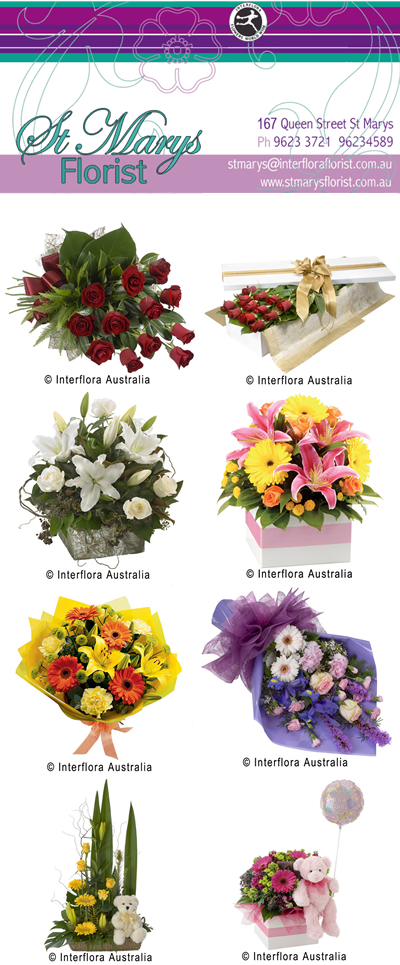 INTERFLORA
St Marys
Florist
167 Queen Street St Marys
Ph 9623 3721 96234589
stmarys@interfloraflorist.com.au
www.stmarysflorist.com.au
© Interflora Australia
© Interflora Australia
© Interflora Australia
© Interflora Australia
© Interflora Australia
© Interflora Australia
© Interflora Australia
© Interflora Australia